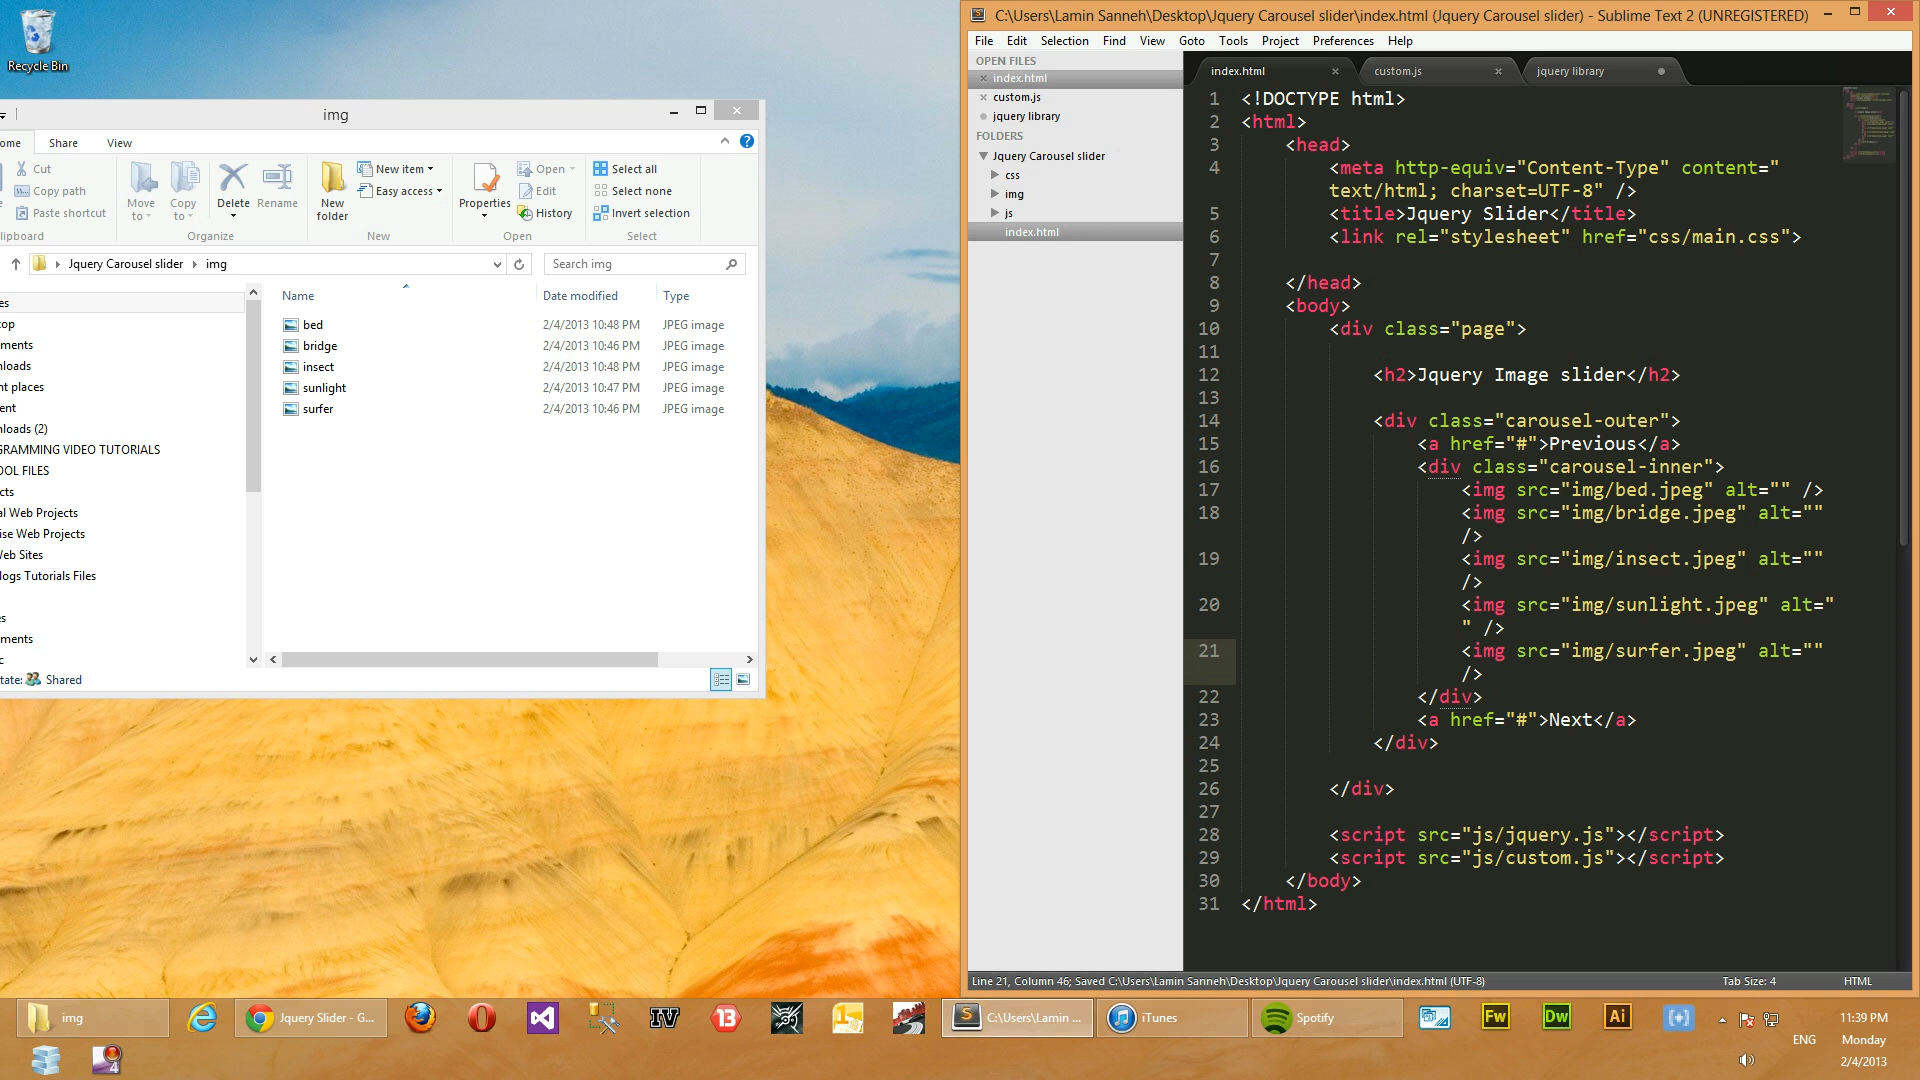 Recycle Bin
img
ome
Share
View
Cut
Copy path
Paste shortcut
lipboard
Move to
Copy to
Delete
Rename
Organize
New folder
New item
Easy access
New
Properties
Open
Edit
History
Open
Select all
Select none
Invert selection
Select
Jquery Carousel slider
img
Search img
Name
Date modified
Type
bed 2/4/2013 10:48 PM JPEG image
bridge 2/4/2013 10:46 PM JPEG image
insect 2/4/2013 10:48 PM JPEG image
sunlight 2/4/2013 10:47 PM JPEG image
surfer 2/4/2013 10:46 PM JPEG image
es
top
ments
nloads
nt places
ent
nloads (2)
GRAMMING VIDEO TUTORIALS
OOL FILES
cts
al Web Projects
ise Web Projects
Web Sites
logs Tutorials Files
es
ments
c
tate: Shared
C:\Users\Lamin Sanneh\Desktop\Jquery Carousel slider\index.html (Jquery Carousel slider) - Sublime Text 2 (UNREGISTERED)
File Edit Selection Find View Goto Tools Project Preferences Help
OPEN FILES
index.html
custom.js
jquery library
FOLDERS
Jquery Carousel slider
css
img
js
index.html
index.html
custom.js
jquery library
1 <!DOCTYPE html>
2 <html>
3 <head>
4 <meta http-equiv="Content-Type" content="
text/html; charset=UTF-8" />
5 <title>Jquery Slider</title>
6 <link rel="stylesheet" href="css/main.css">
7
8 </head>
9 <body>
10 <div class="page">
11
12 <h2>Jquery Image slider</h2>
13
14 <div class="carousel-outer">
15 <a href="#">Previous</a>
16 <div class="carousel-inner">
17 <img src="img/bed.jpeg" alt="" />
18 <img src="img/bridge.jpeg" alt=""
/>
19 <img src="img/insect.jpeg" alt=""
/>
20 <img src="img/sunlight.jpeg" alt="
" />
21 <img src="img/surfer.jpeg" alt=""
/>
22 </div>
23 <a href="#">Next</a>
24 </div>
25
26 </div>
27
28 <script src="js/jquery.js"></script>
29 <script src="js/custom.js"></script>
30 </body>
31 </html>
Line 21, Column 46; Saved C:\Users\Lamin Sanneh\Desktop\Jquery Carousel slider\index.html (UTF-8)
Tab Size: 4
HTML
img
Jquery Slider - G...
IV
13
C:\Users\Lamin ...
iTunes
Spotify
Fw
Dw
Ai
ENG
11:39 PM
Monday
2/4/2013
4